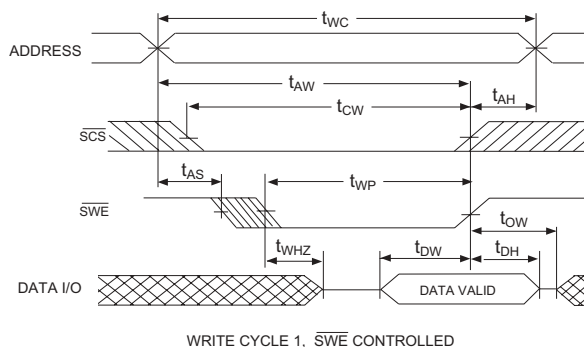 tWC
ADDRESS
tAW
tCW
tAH
SCS
tAS
tWP
SWE
tOW
tWHZ
tDW
tDH
DATA I/O
DATA VALID
WRITE CYCLE 1, SWE CONTROLLED